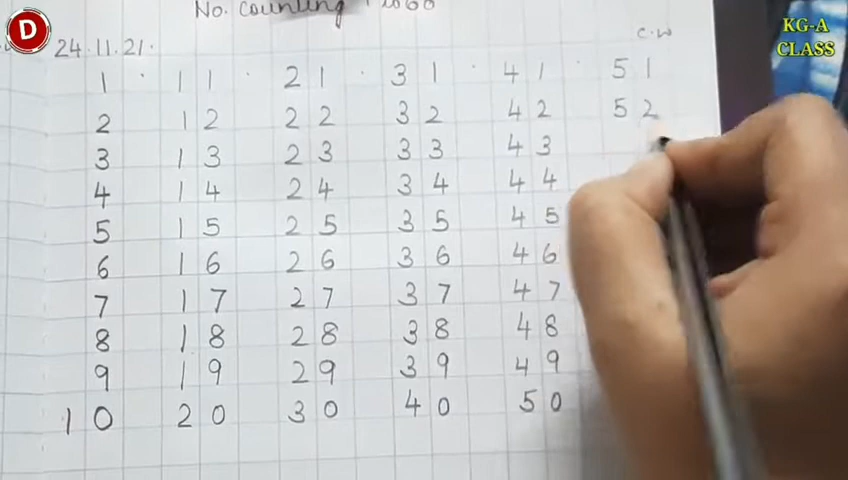 No. Counting
D
KG-A
CLASS
24.11.21.
C.W
1 11 21 31 41 51
2 12 22 32 42 52
3 13 23 33 43
4 14 24 34 44
5 15 25 35 45
6 16 26 36 46
7 17 27 37 47
8 18 28 38 48
9 19 29 39 49
10 20 30 40 50